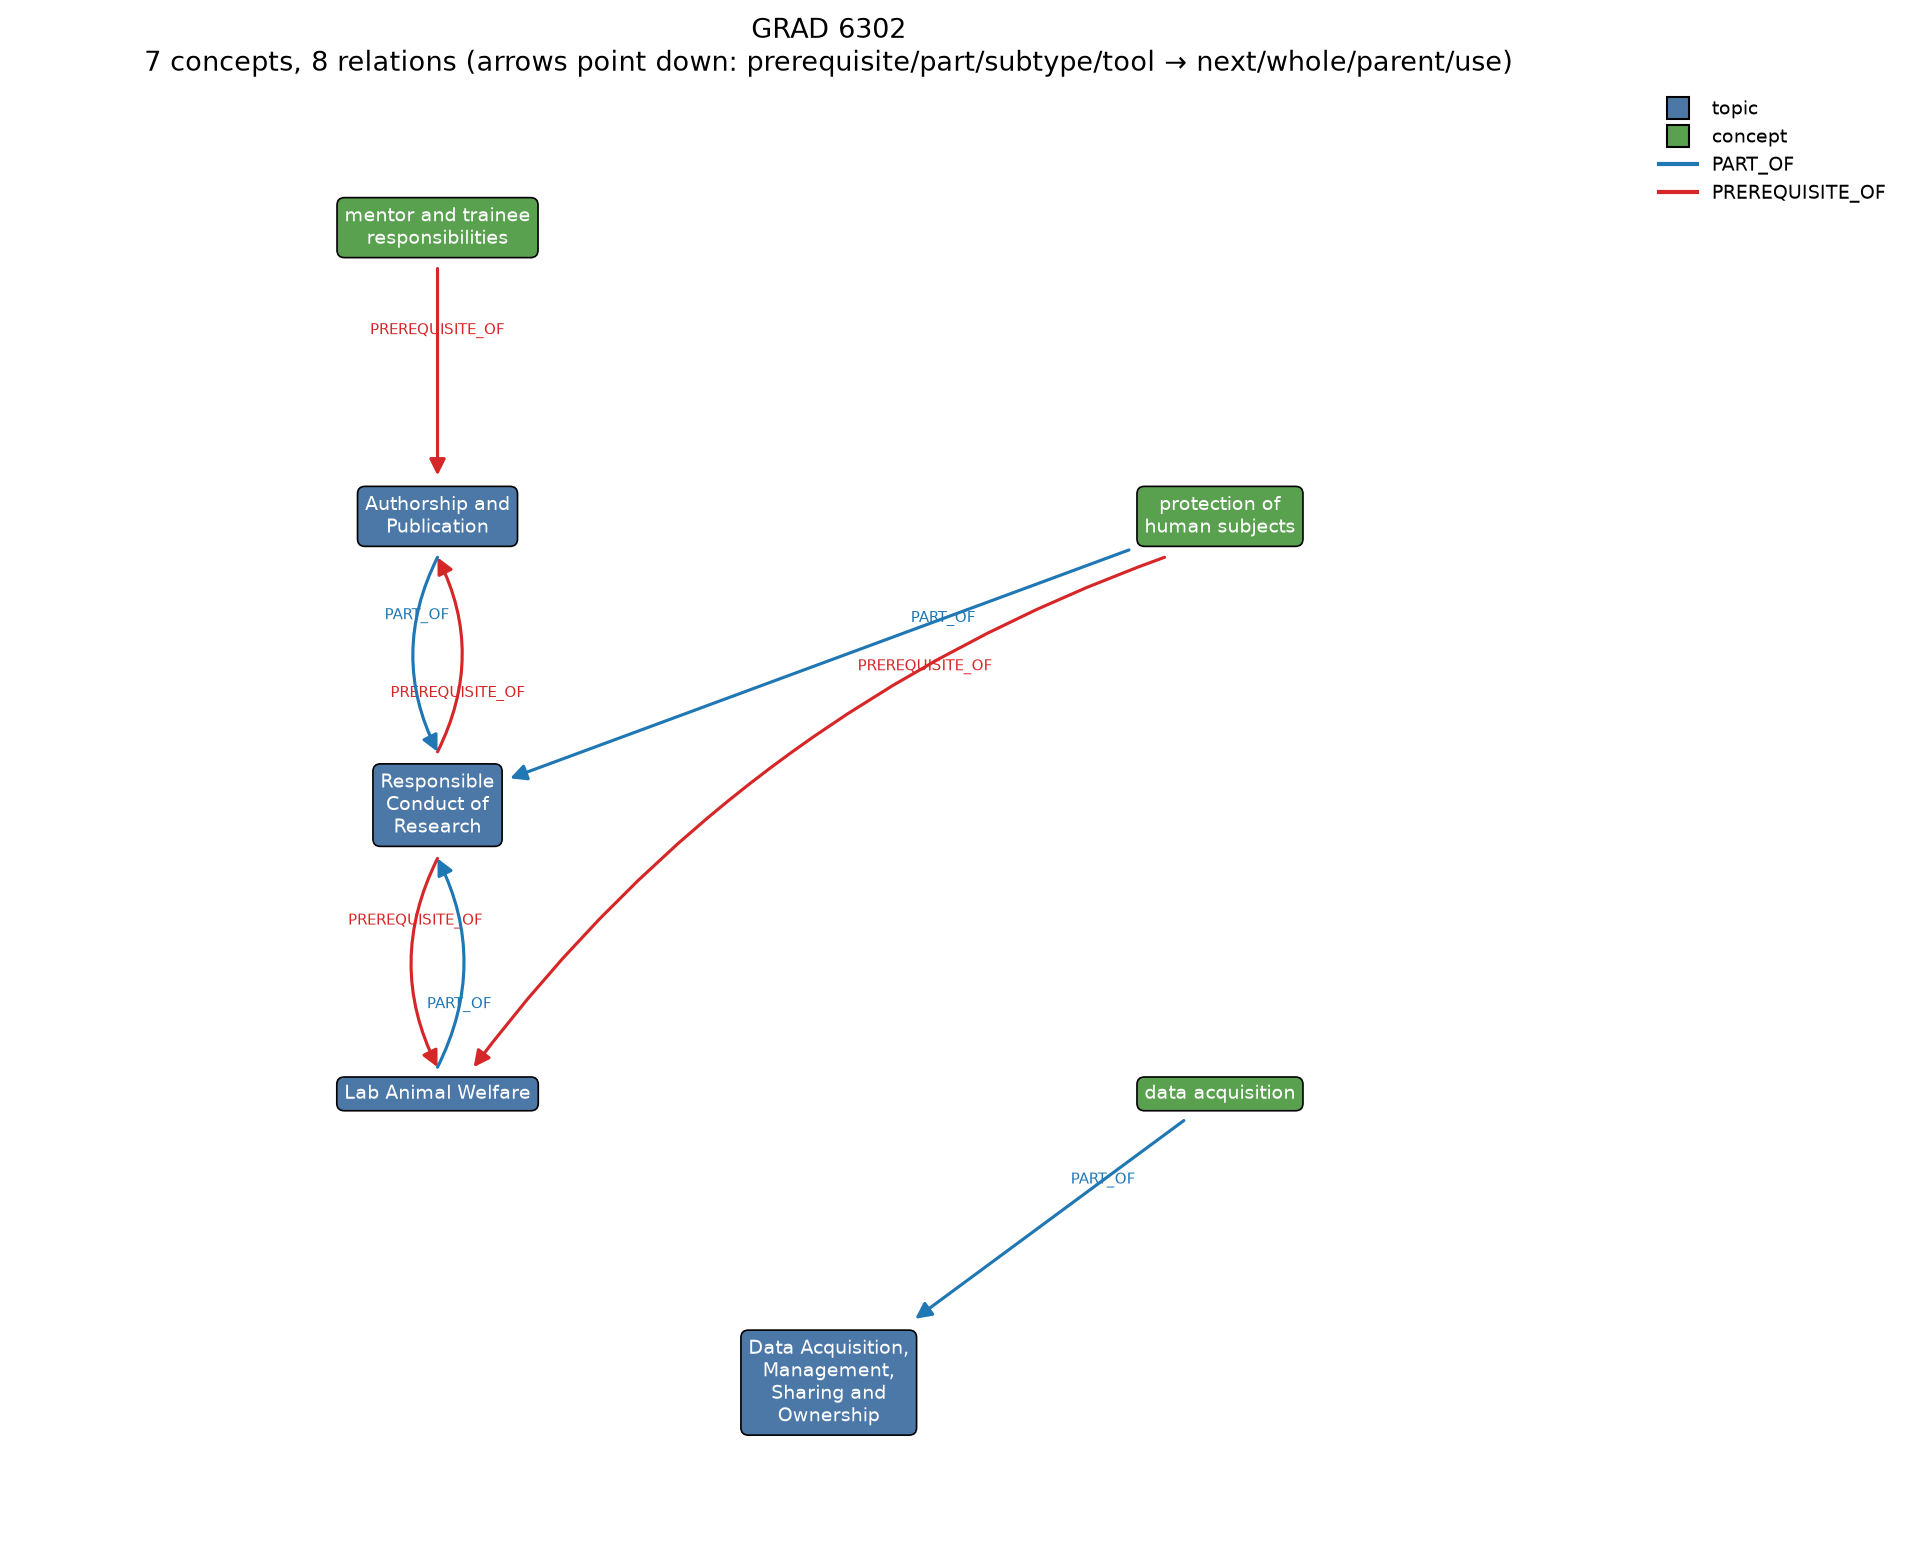 GRAD 6302
7 concepts, 8 relations (arrows point down: prerequisite/part/subtype/tool → next/whole/parent/use)
topic
concept
PART_OF
PREREQUISITE_OF
mentor and trainee
responsibilities
PREREQUISITE_OF
Authorship and
Publication
protection of
human subjects
PART_OF
PART_OF
PREREQUISITE_OF
PREREQUISITE_OF
Responsible
Conduct of
Research
PREREQUISITE_OF
PART_OF
Lab Animal Welfare
data acquisition
PART_OF
Data Acquisition,
Management,
Sharing and
Ownership